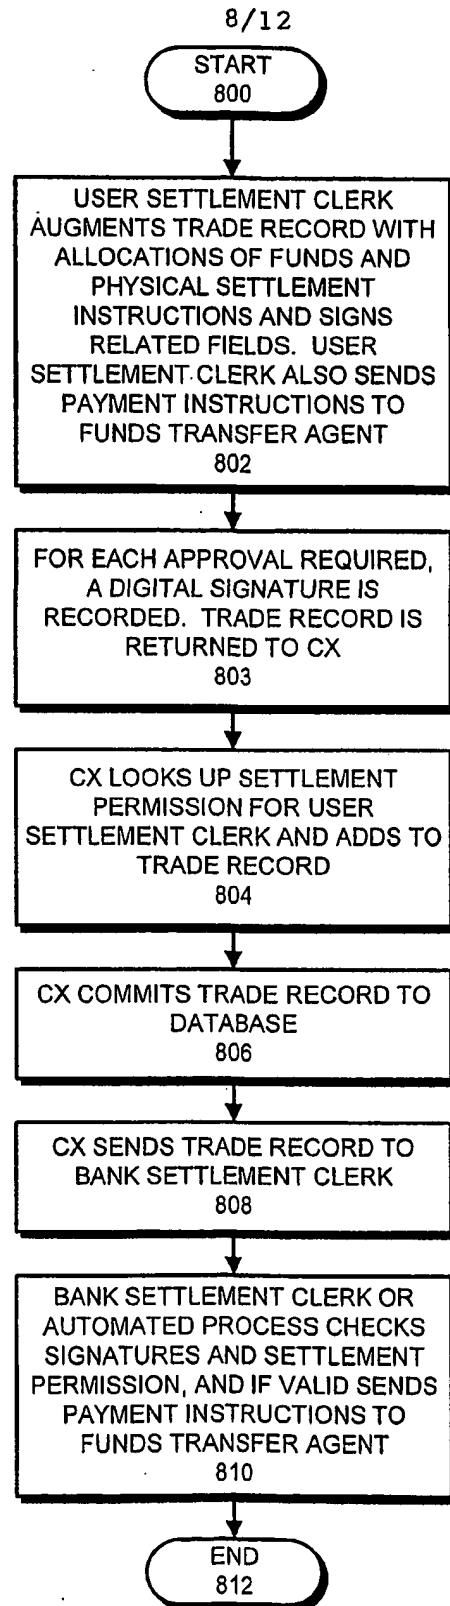 8/12
START
800
USER SETTLEMENT CLERK
AUGMENTS TRADE RECORD WITH
ALLOCATIONS OF FUNDS AND
PHYSICAL SETTLEMENT
INSTRUCTIONS AND SIGNS
RELATED FIELDS. USER
SETTLEMENT CLERK ALSO SENDS
PAYMENT INSTRUCTIONS TO
FUNDS TRANSFER AGENT
802
FOR EACH APPROVAL REQUIRED,
A DIGITAL SIGNATURE IS
RECORDED. TRADE RECORD IS
RETURNED TO CX
803
CX LOOKS UP SETTLEMENT
PERMISSION FOR USER
SETTLEMENT CLERK AND ADDS TO
TRADE RECORD
804
CX COMMITS TRADE RECORD TO
DATABASE
806
CX SENDS TRADE RECORD TO
BANK SETTLEMENT CLERK
808
BANK SETTLEMENT CLERK OR
AUTOMATED PROCESS CHECKS
SIGNATURES AND SETTLEMENT
PERMISSION, AND IF VALID SENDS
PAYMENT INSTRUCTIONS TO
FUNDS TRANSFER AGENT
810
END
812